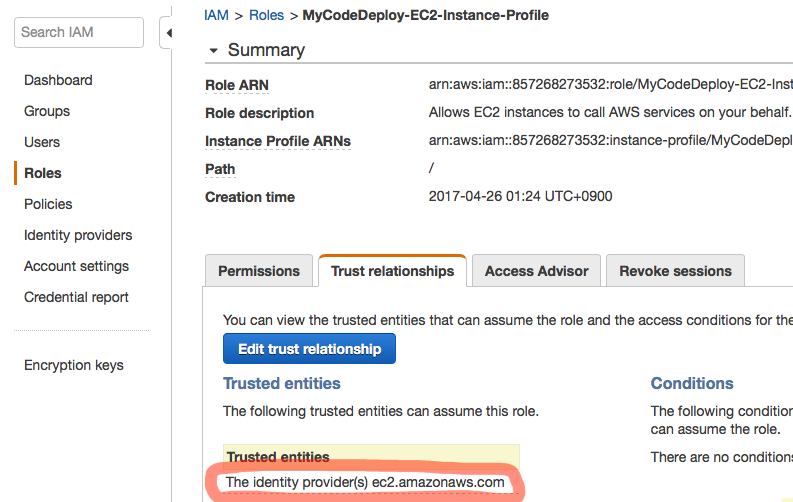 IAM > Roles > MyCodeDeploy-EC2-Instance-Profile
Search IAM
Dashboard
Groups
Users
Roles
Policies
Identity providers
Account settings
Credential report
Encryption keys
Summary
Role ARN arn:aws:iam::857268273532:role/MyCodeDeploy-EC2-Inst
Role description Allows EC2 instances to call AWS services on your behalf.
Instance Profile ARNs arn:aws:iam::857268273532:instance-profile/MyCodeDepl
Path /
Creation time 2017-04-26 01:24 UTC+0900
Permissions Trust relationships Access Advisor Revoke sessions
You can view the trusted entities that can assume the role and the access conditions for the
Edit trust relationship
Trusted entities
The following trusted entities can assume this role.
Trusted entities
The identity provider(s) ec2.amazonaws.com
Conditions
The following condition
can assume the role.
There are no conditions